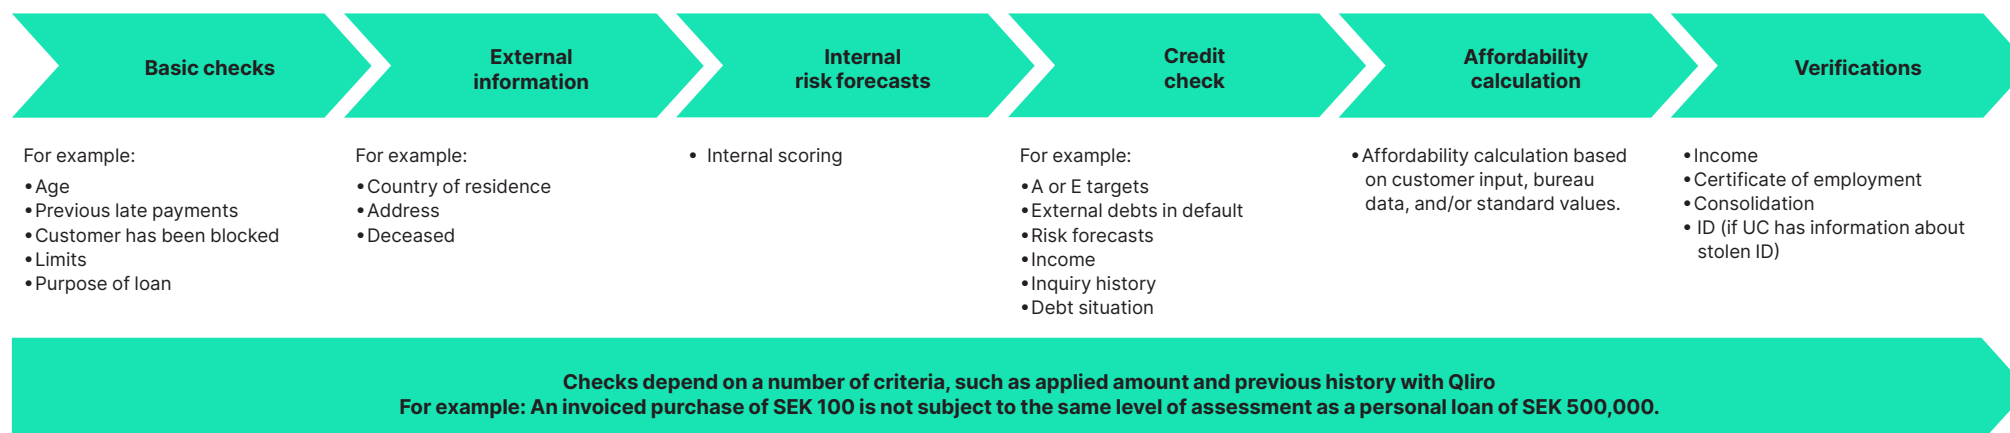 Basic checks
External
information
Internal
risk forecasts
Credit
check
Affordability
calculation
Verifications
For example:
•Age
•Previous late payments
•Customer has been blocked
•Limits
•Purpose of loan
For example:
•Country of residence
•Address
•Deceased
• Internal scoring
For example:
•A or E targets
•External debts in default
•Risk forecasts
•Income
•Inquiry history
•Debt situation
•Affordability calculation based
on customer input, bureau
data, and/or standard values.
•Income
•Certificate of employment
•Consolidation
• ID (if UC has information about
stolen ID)
Checks depend on a number of criteria, such as applied amount and previous history with Qliro
For example: An invoiced purchase of SEK 100 is not subject to the same level of assessment as a personal loan of SEK 500,000.